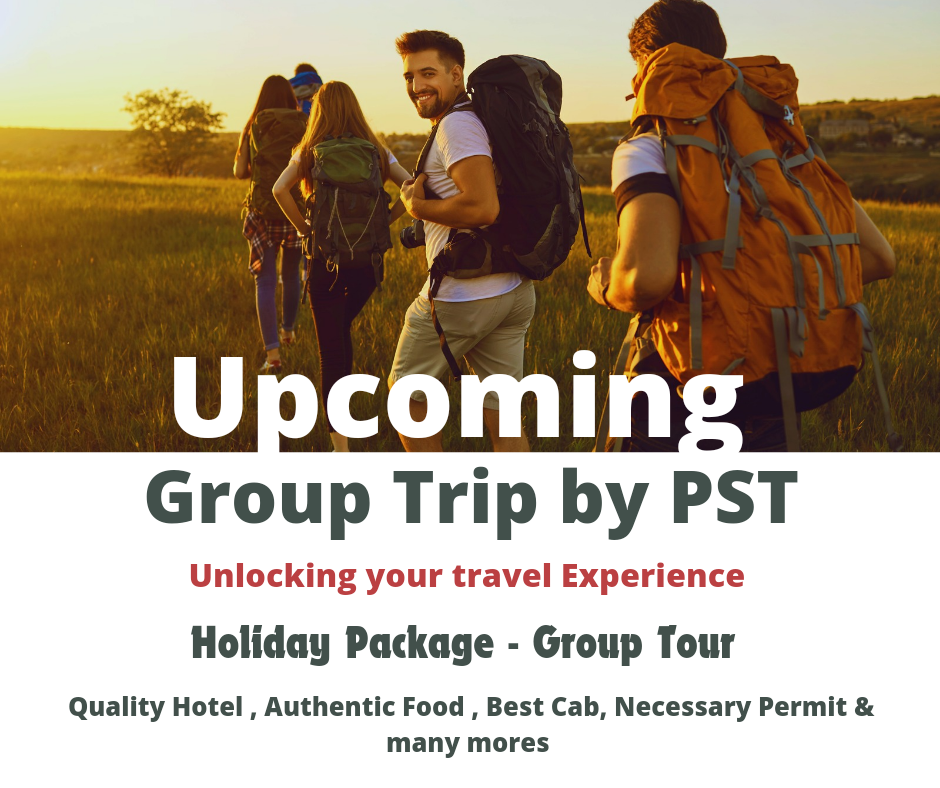 Upcoming
Group Trip by PST
Unlocking your travel Experience
Holiday Package - Group Tour
Quality Hotel , Authentic Food , Best Cab, Necessary Permit &
many mores